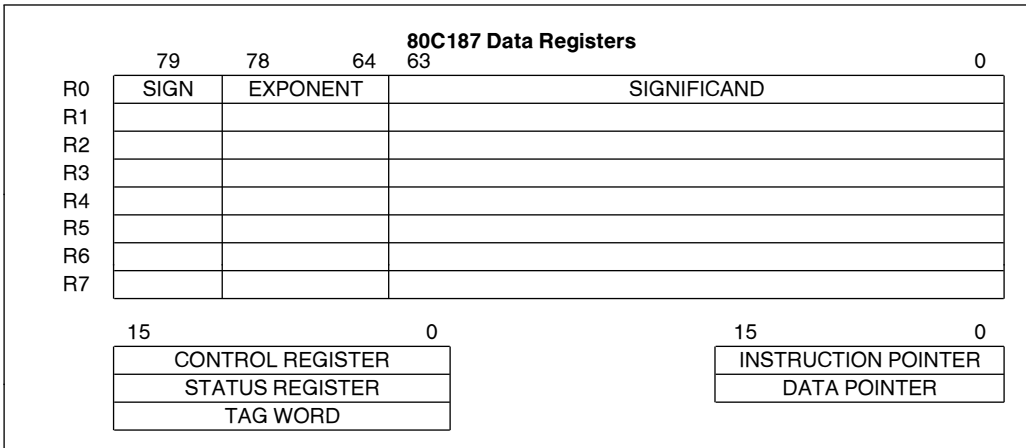 80C187 Data Registers
79 78 64 63 0
R0 SIGN EXPONENT SIGNIFICAND
R1
R2
R3
R4
R5
R6
R7
15 0 15 0
CONTROL REGISTER INSTRUCTION POINTER
STATUS REGISTER DATA POINTER
TAG WORD